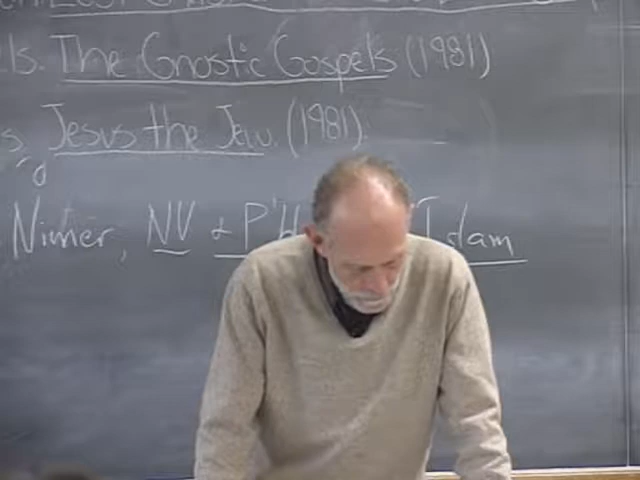 ls. The Gnostic Gospels (1981)
s. Jesus the Jew. (1981)
g
Nimer, NV & P'h Islam